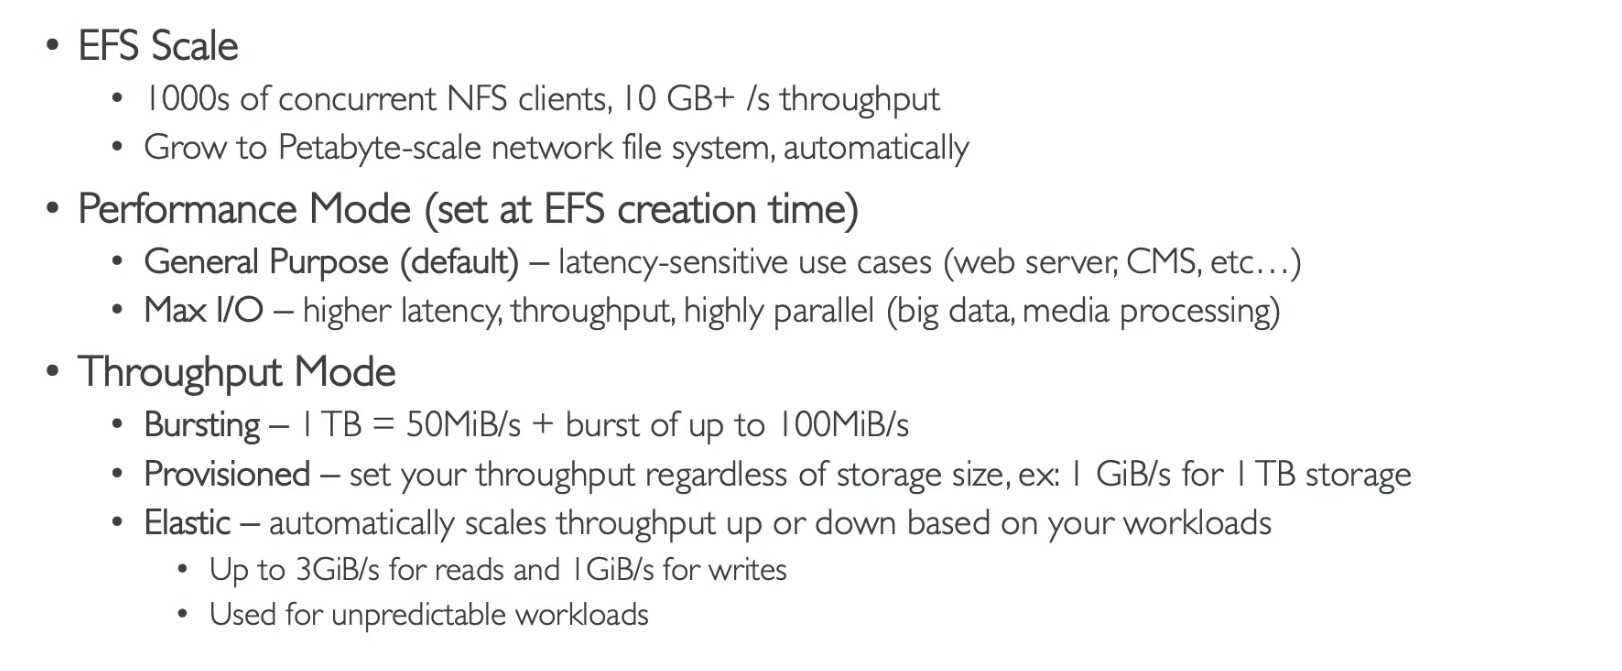 • EFS Scale
• 1000s of concurrent NFS clients, 10 GB+ /s throughput
• Grow to Petabyte-scale network file system, automatically
• Performance Mode (set at EFS creation time)
• General Purpose (default) – latency-sensitive use cases (web server, CMS, etc…)
• Max I/O – higher latency, throughput, highly parallel (big data, media processing)
• Throughput Mode
• Bursting – 1 TB = 50MiB/s + burst of up to 100MiB/s
• Provisioned – set your throughput regardless of storage size, ex: 1 GiB/s for 1 TB storage
• Elastic – automatically scales throughput up or down based on your workloads
• Up to 3GiB/s for reads and 1GiB/s for writes
• Used for unpredictable workloads